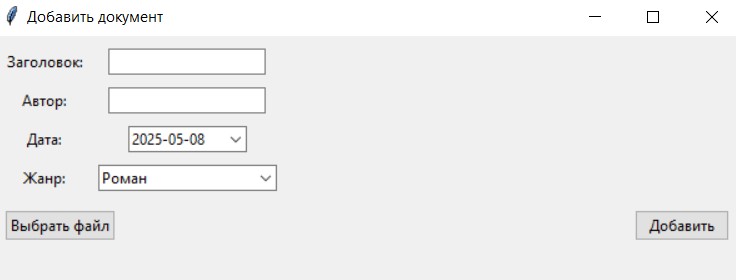 Добавить документ
Заголовок:
Автор:
Дата: 2025-05-08
Жанр: Роман
Выбрать файл Добавить